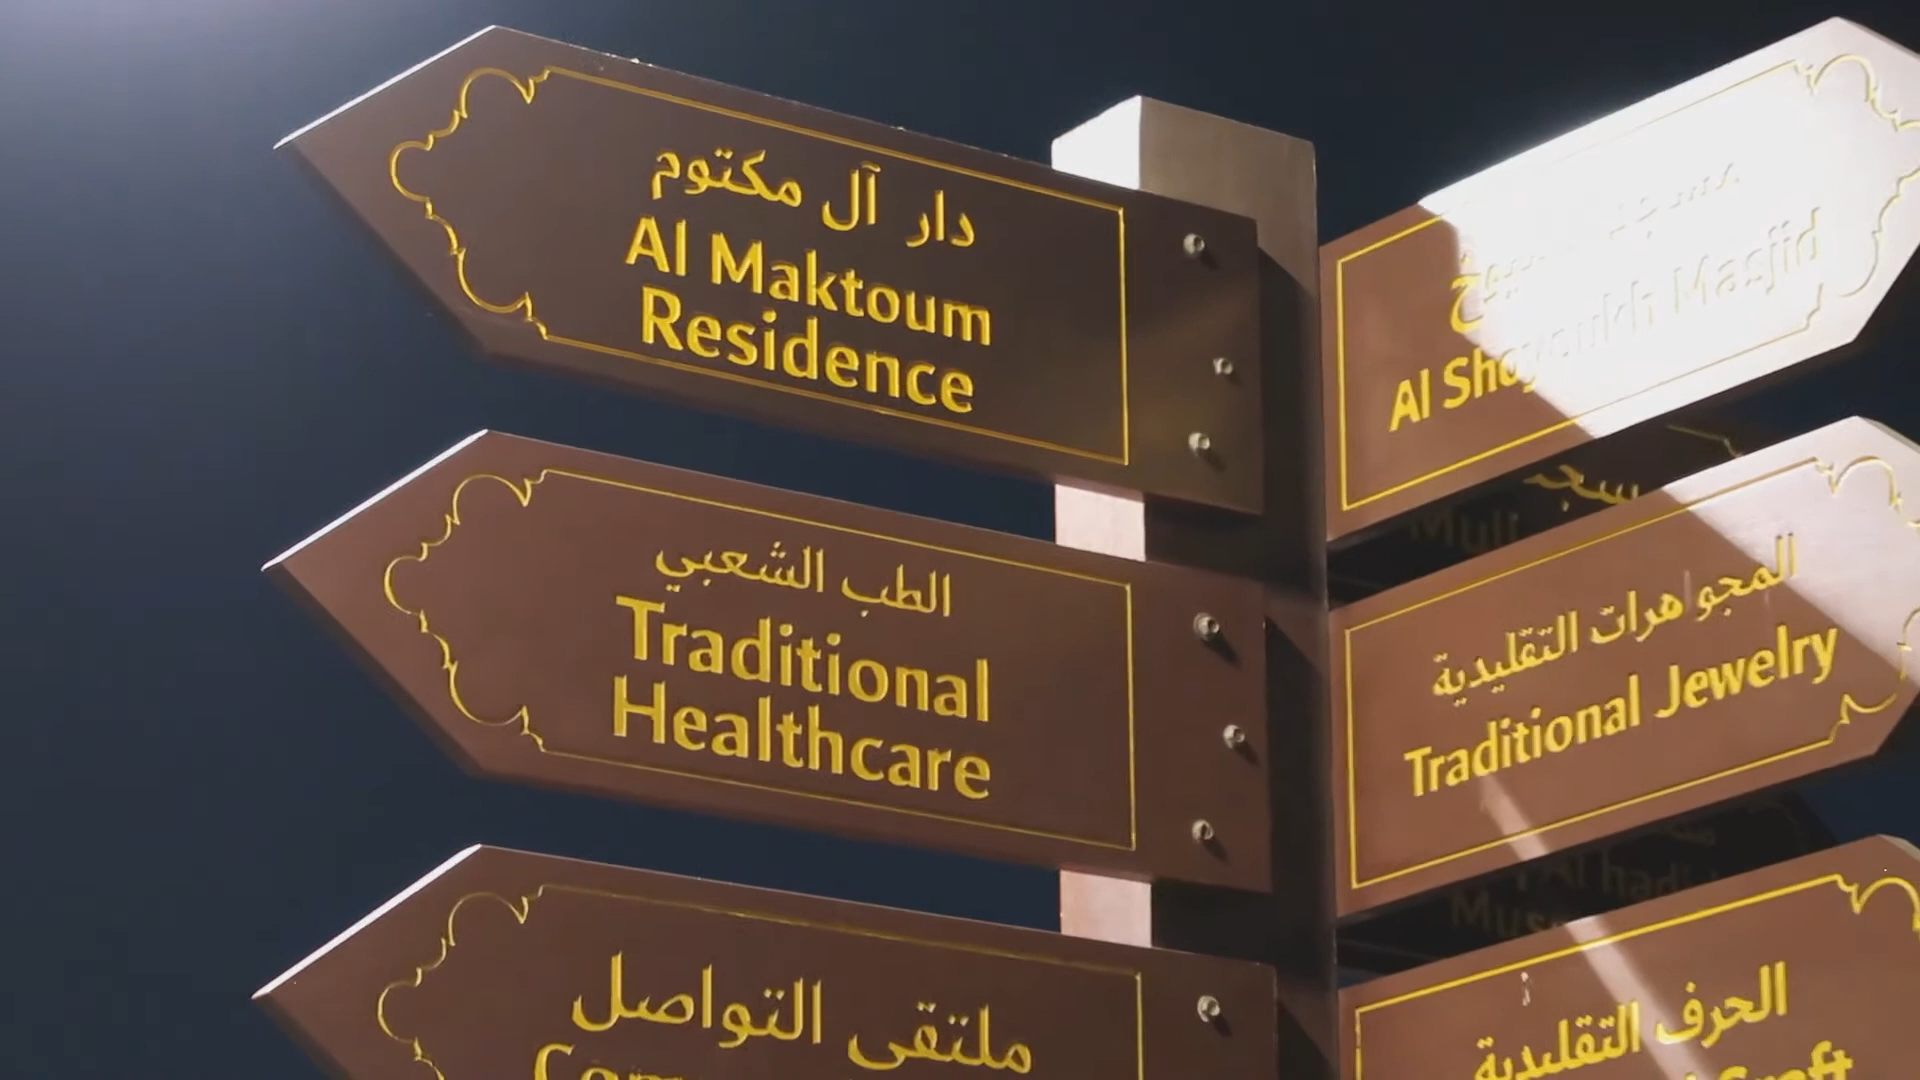 دار آل مكتوم
Al Maktoum
Residence
الطب الشعبي
Traditional
Healthcare
ملتقى التواصل
Al Shoyoukh Masjid
المجوهرات التقليدية
Traditional Jewelry
الحرف التقليدية